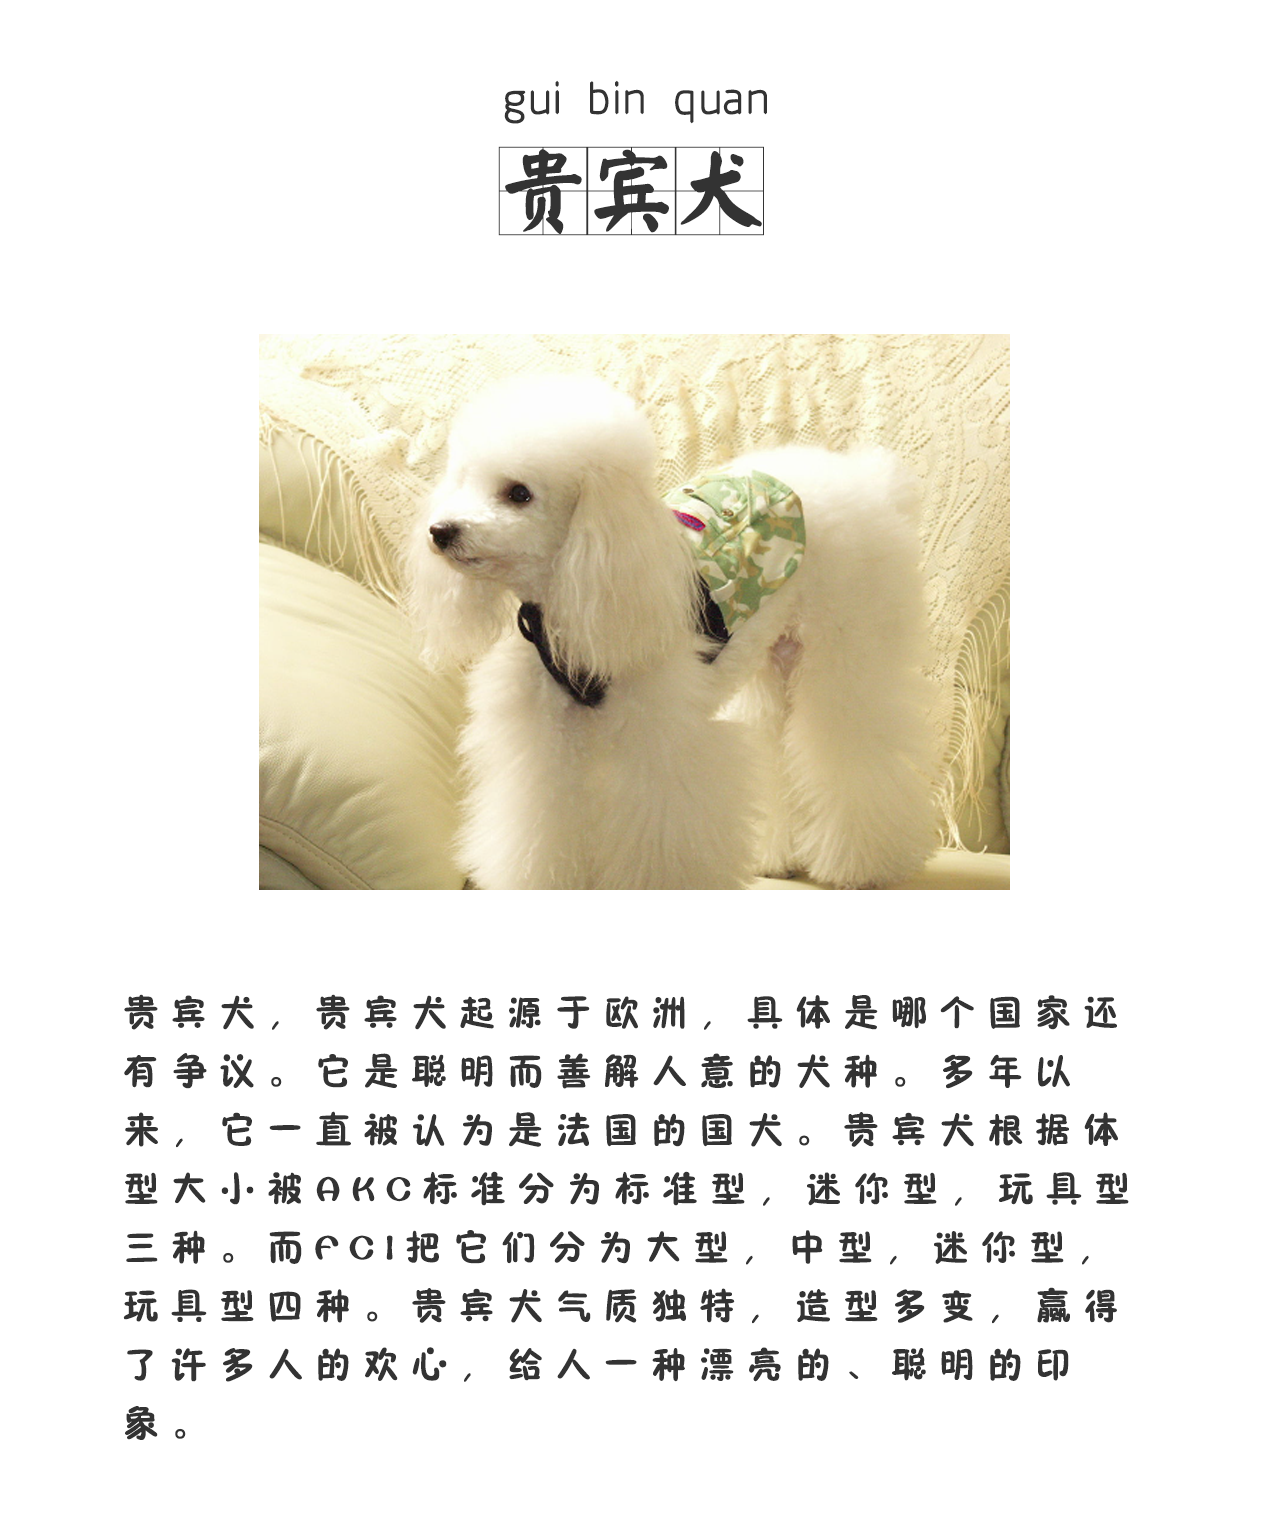 gui bin quan
贵宾犬
贵宾犬，贵宾犬起源于欧洲，具体是哪个国家还
有争议。它是聪明而善解人意的犬种。多年以
来，它一直被认为是法国的国犬。贵宾犬根据体
型大小被AKC标准分为标准型，迷你型，玩具型
三种。而FCI把它们分为大型，中型，迷你型，
玩具型四种。贵宾犬气质独特，造型多变，赢得
了许多人的欢心，给人一种漂亮的、聪明的印
象。